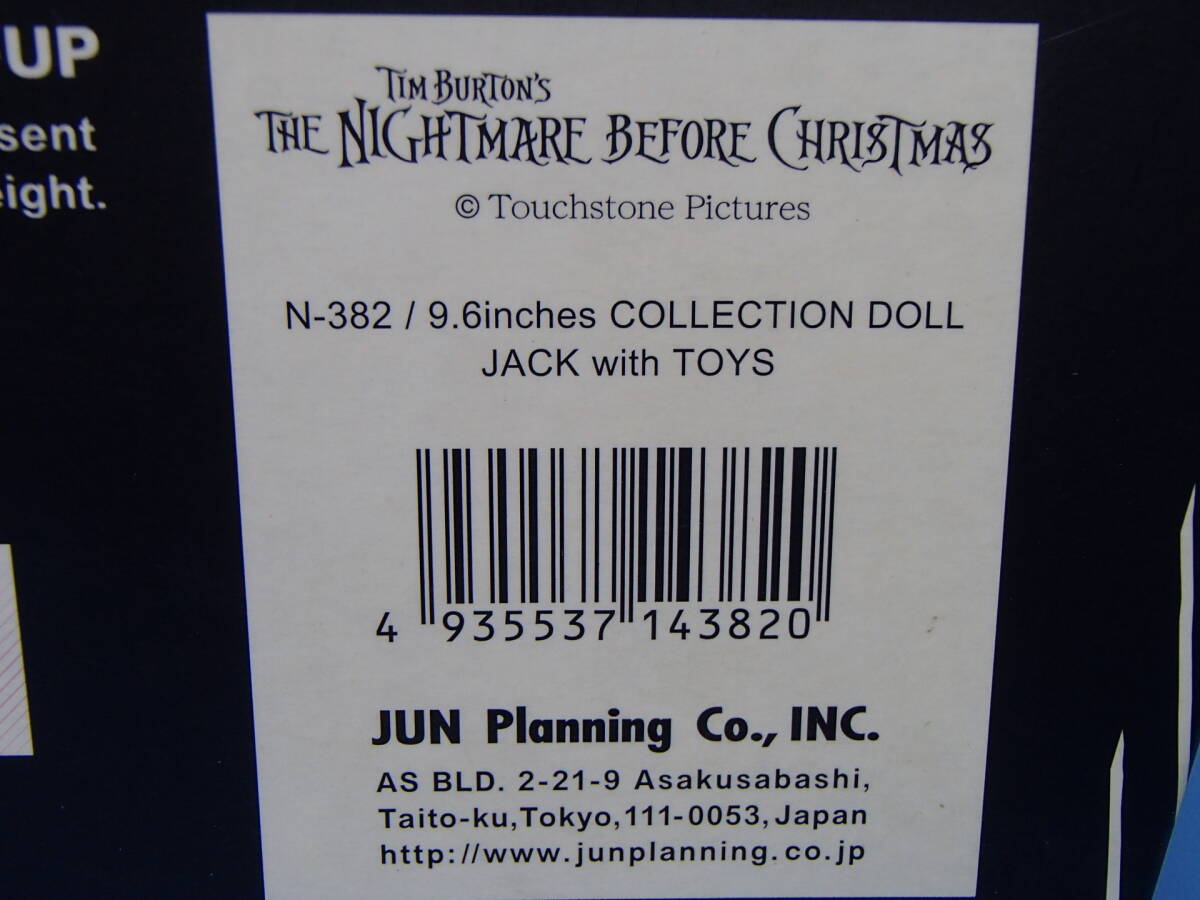 UP
sent
eight.
TIM BURTON'S
THE NIGHTMARE BEFORE CHRISTMAS
© Touchstone Pictures
N-382 / 9.6inches COLLECTION DOLL
JACK with TOYS
4 935537 143820
JUN Planning Co., INC.
AS BLD. 2-21-9 Asakusabashi,
Taito-ku,Tokyo,111-0053,Japan
http://www.junplanning.co.jp